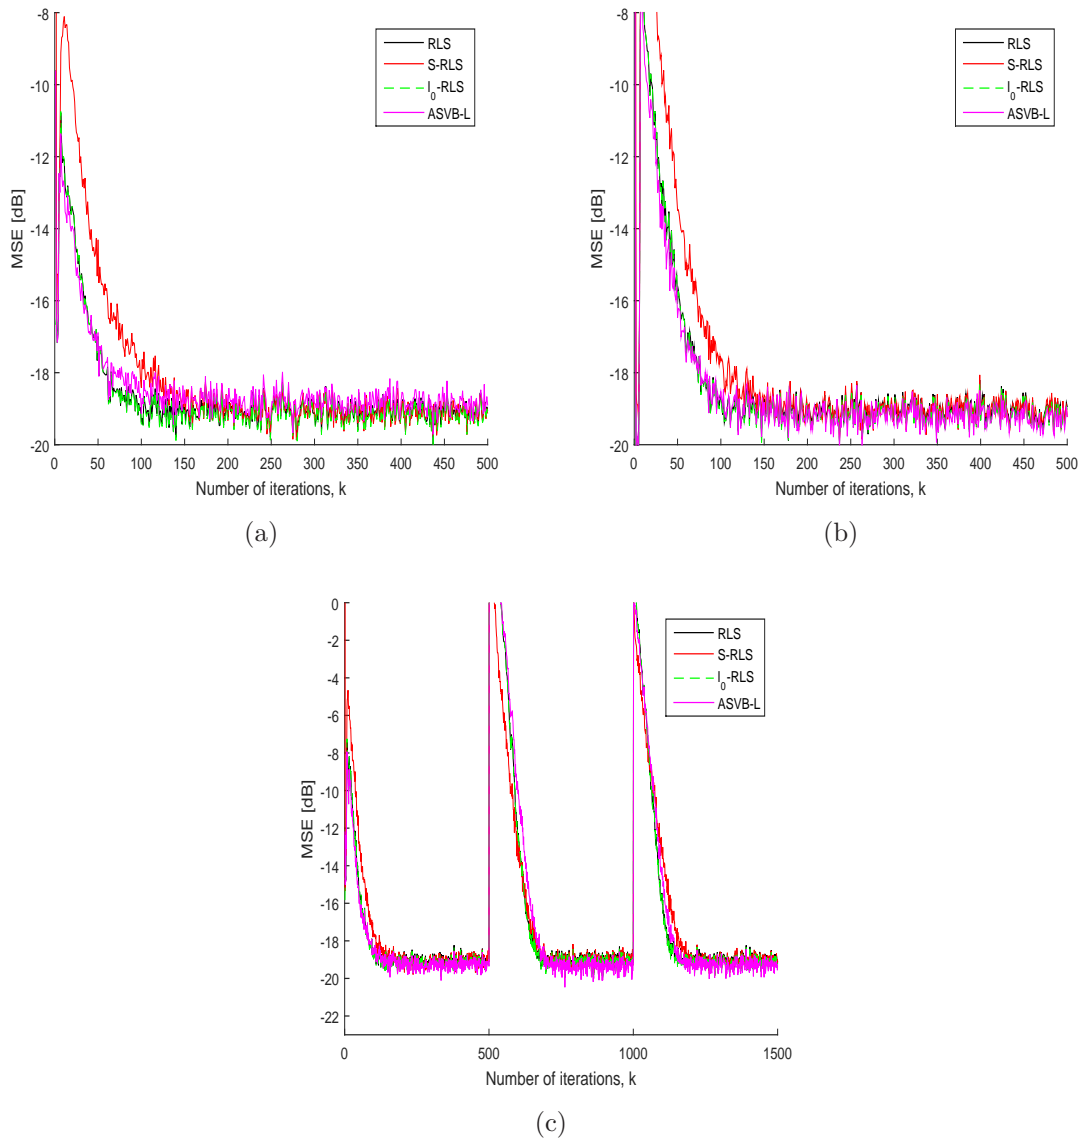 -8
-10
-12
-14
-16
-18
-20
MSE [dB]
0 50 100 150 200 250 300 350 400 450 500
Number of iterations, k
RLS
S-RLS
l0-RLS
ASVB-L
(a)
-8
-10
-12
-14
-16
-18
-20
MSE [dB]
0 50 100 150 200 250 300 350 400 450 500
Number of iterations, k
RLS
S-RLS
l0-RLS
ASVB-L
(b)
0
-2
-4
-6
-8
-10
-12
-14
-16
-18
-20
-22
MSE [dB]
0 500 1000 1500
Number of iterations, k
RLS
S-RLS
l0-RLS
ASVB-L
(c)